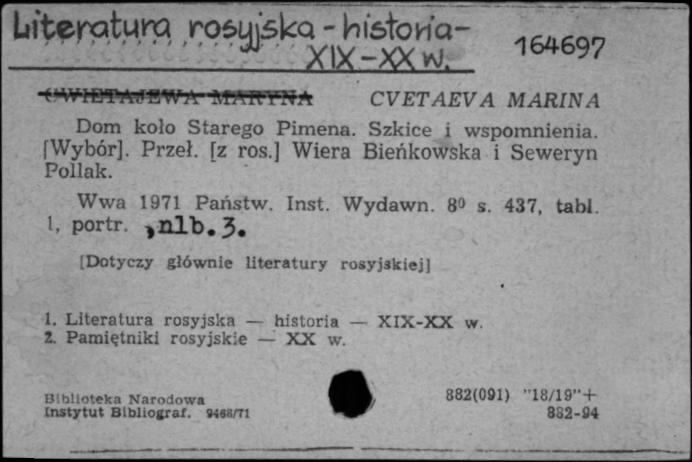 Literatura rosyjska - historia -
XIX-XX w.
164697
CWIETAJEWA MARYNA CVETAEVA MARINA
Dom koło Starego Pimena. Szkice i wspomnienia.
[Wybór]. Przeł. [z ros.] Wiera Bieńkowska i Seweryn
Pollak.
Wwa 1971 Państw. Inst. Wydawn. 8⁰ s. 437, tabl.
1, portr. , nlb. 3.
[Dotyczy głównie literatury rosyjskiej]
1. Literatura rosyjska — historia — XIX-XX w.
2. Pamiętniki rosyjskie — XX w.
Biblioteka Narodowa
Instytut Bibliograf. 9468/71
882(091) "18/19"+
882-94